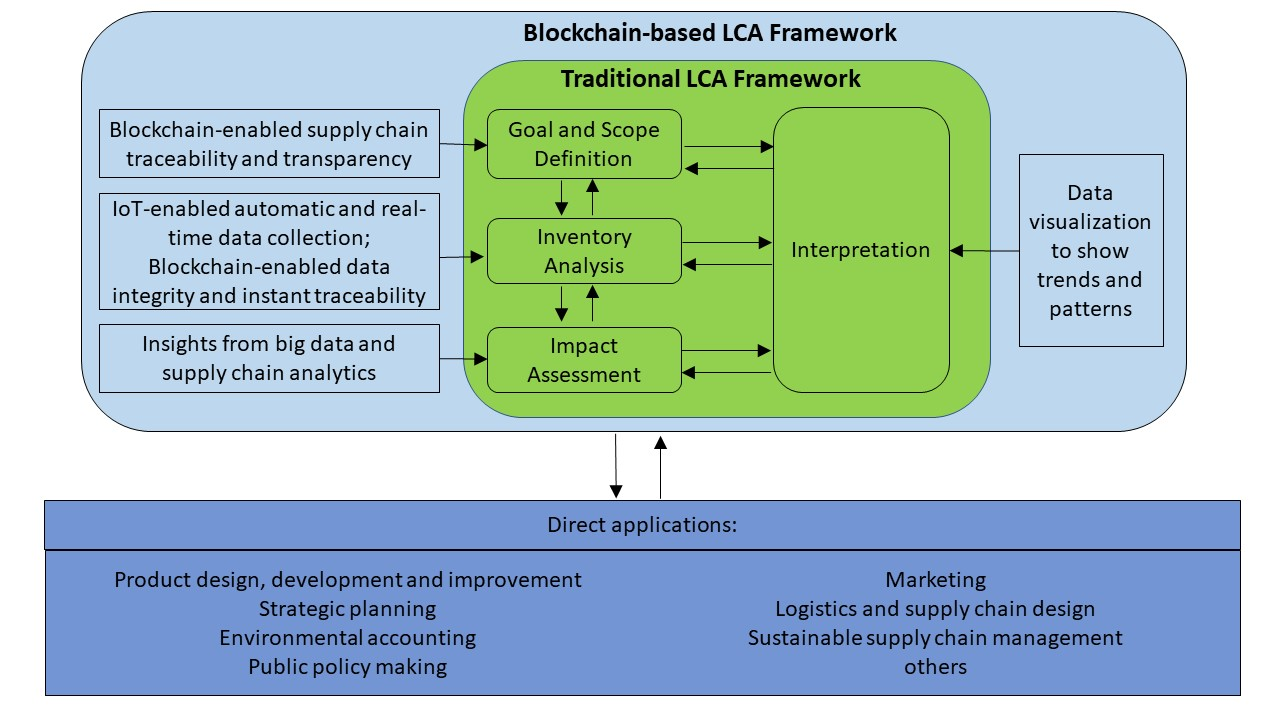 Blockchain-based LCA Framework
Traditional LCA Framework
Blockchain-enabled supply chain
traceability and transparency
IoT-enabled automatic and real-
time data collection;
Blockchain-enabled data
integrity and instant traceability
Insights from big data and
supply chain analytics
Goal and Scope
Definition
Inventory
Analysis
Impact
Assessment
Interpretation
Data
visualization
to show
trends and
patterns
Direct applications:
Product design, development and improvement
Strategic planning
Environmental accounting
Public policy making
Marketing
Logistics and supply chain design
Sustainable supply chain management
others